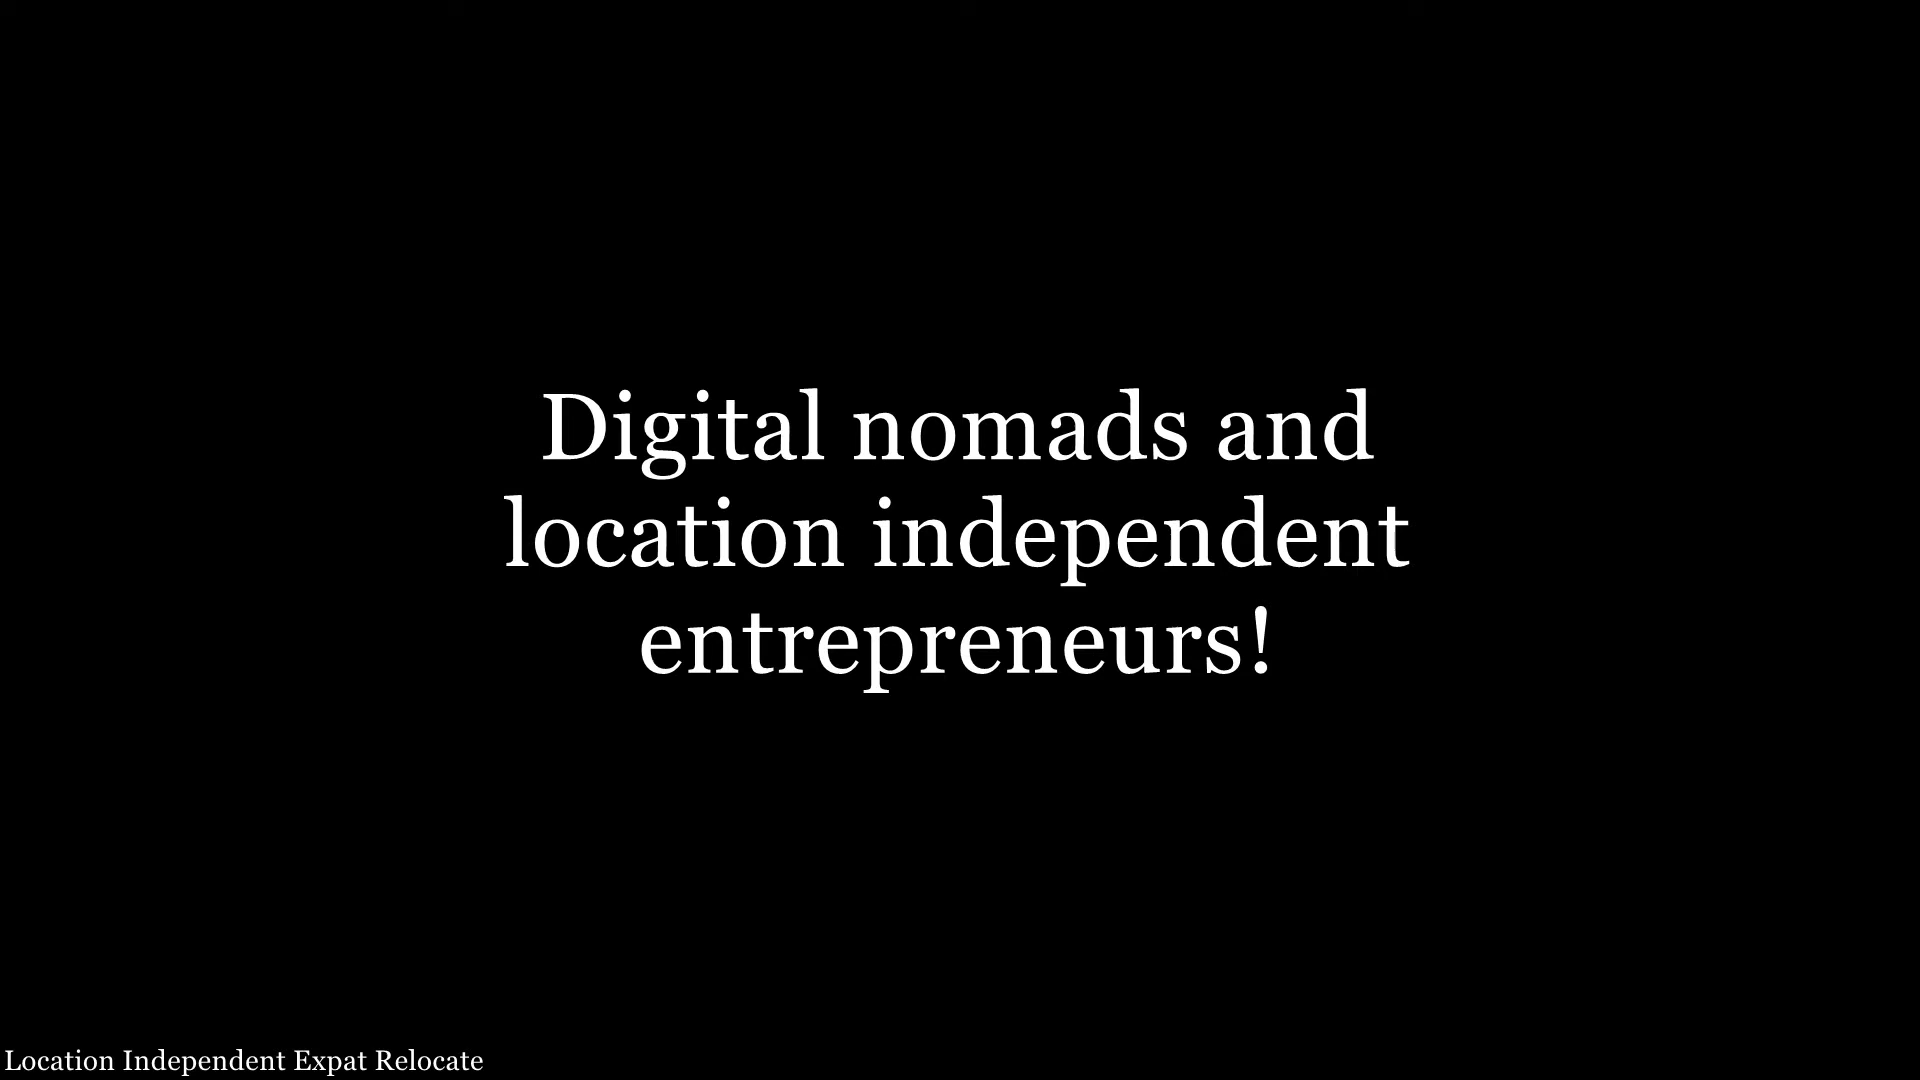 Digital nomads and
location independent
entrepreneurs!
Location Independent Expat Relocate